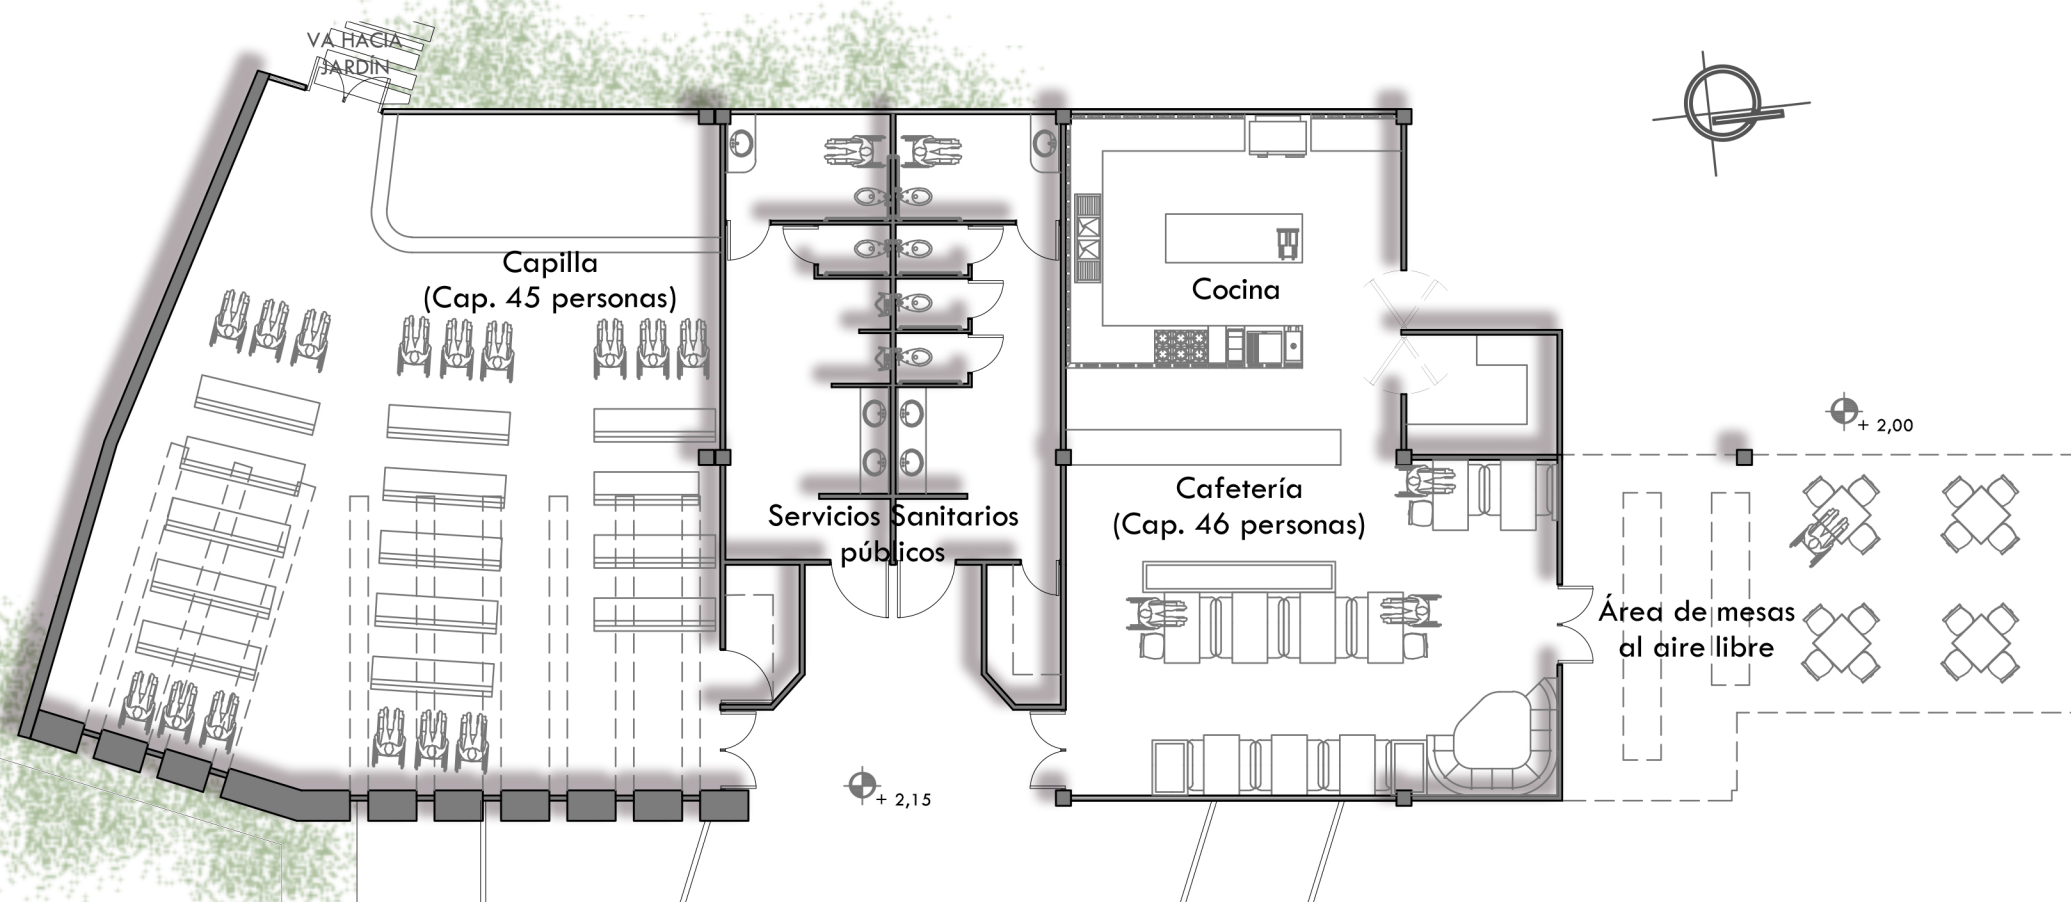 VA HACIA
JARDÍN
Capilla
(Cap. 45 personas)
Cocina
+ 2,00
Cafetería
(Cap. 46 personas)
Servicios Sanitarios
públicos
Área de mesas
al aire libre
+ 2,15